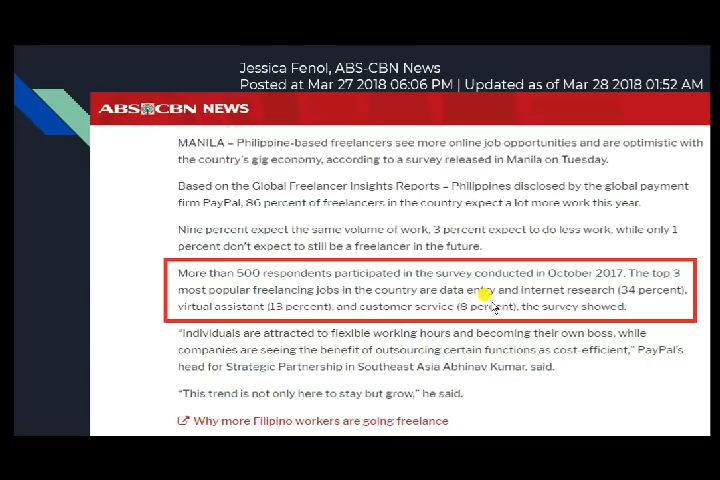 Jessica Fenol, ABS-CBN News
Posted at Mar 27 2018 06:06 PM | Updated as of Mar 28 2018 01:52 AM
ABS-CBN NEWS
MANILA – Philippine-based freelancers see more online job opportunities and are optimistic with
the country's gig economy, according to a survey released in Manila on Tuesday.
Based on the Global Freelancer Insights Reports – Philippines disclosed by the global payment
firm PayPal, 86 percent of freelancers in the country expect a lot more work this year.
Nine percent expect the same volume of work, 3 percent expect to do less work, while only 1
percent don't expect to still be a freelancer in the future.
More than 500 respondents participated in the survey conducted in October 2017. The top 3
most popular freelancing jobs in the country are data entry and internet research (34 percent),
virtual assistant (13 percent), and customer service (8 percent), the survey showed.
“Individuals are attracted to flexible working hours and becoming their own boss, while
companies are seeing the benefit of outsourcing certain functions as cost-efficient,” PayPal's
head for Strategic Partnership in Southeast Asia Abhinav Kumar, said.
“This trend is not only here to stay but grow,” he said.
Why more Filipino workers are going freelance